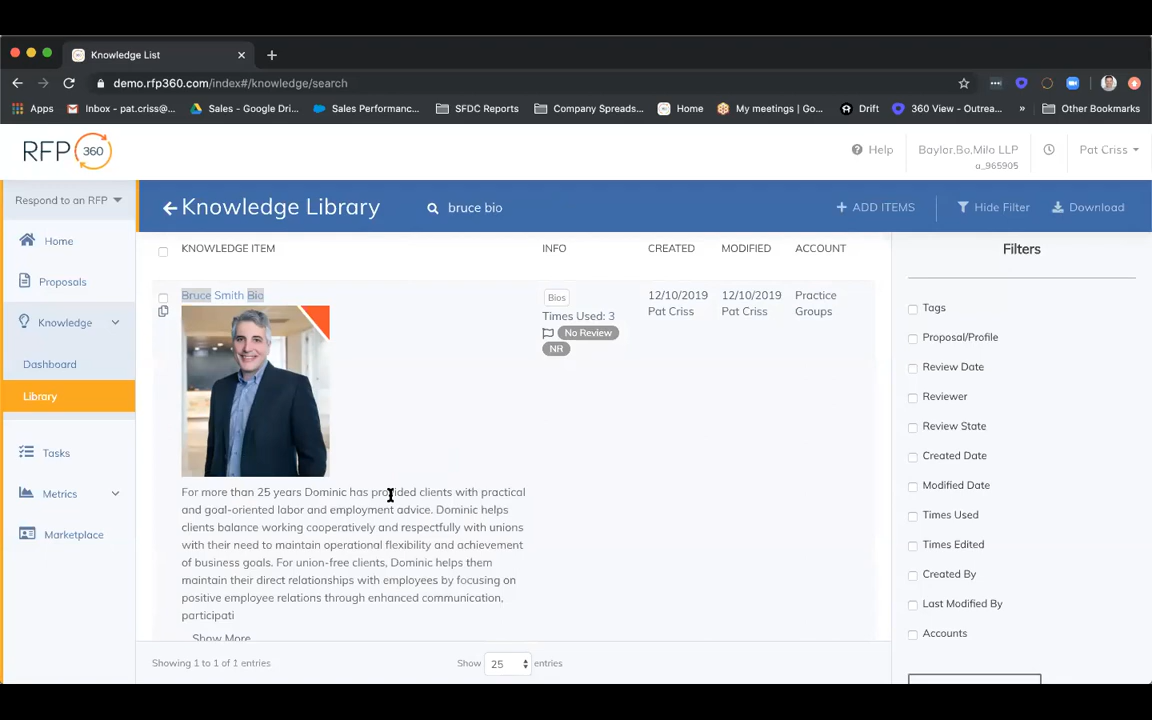 Knowledge List
demo.rfp360.com/index#/knowledge/search
Apps
Inbox - pat.criss@...
Sales - Google Dri...
Sales Performanc...
SFDC Reports
Company Spreads...
Home
My meetings | Go...
Drift
360 View - Outrea...
»
Other Bookmarks
RFP 360
Help
Baylor,Bo,Milo LLP
a_965905
Pat Criss
Respond to an RFP
Home
Proposals
Knowledge
Dashboard
Library
Tasks
Metrics
Marketplace
Knowledge Library
bruce bio
+ ADD ITEMS
Hide Filter
Download
KNOWLEDGE ITEM
INFO
CREATED
MODIFIED
ACCOUNT
Bruce Smith Bio
Bios
Times Used: 3
No Review
NR
12/10/2019
Pat Criss
12/10/2019
Pat Criss
Practice
Groups
For more than 25 years Dominic has provided clients with practical
and goal-oriented labor and employment advice. Dominic helps
clients balance working cooperatively and respectfully with unions
with their need to maintain operational flexibility and achievement
of business goals. For union-free clients, Dominic helps them
maintain their direct relationships with employees by focusing on
positive employee relations through enhanced communication,
participati
Show More
Showing 1 to 1 of 1 entries
Show 25 entries
Filters
Tags
Proposal/Profile
Review Date
Reviewer
Review State
Created Date
Modified Date
Times Used
Times Edited
Created By
Last Modified By
Accounts